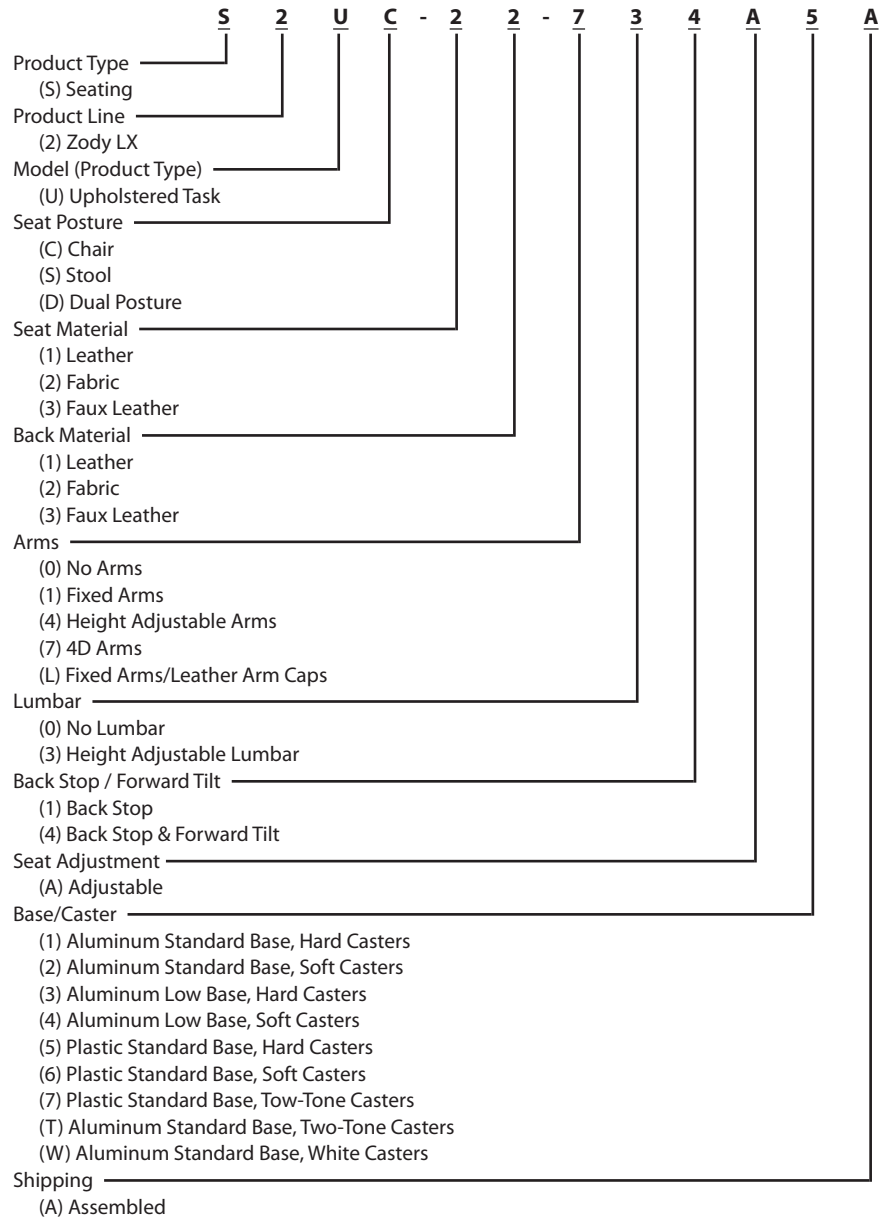 S 2 U C - 2 2 - 7 3 4 A 5 A
Product Type
(S) Seating
Product Line
(2) Zody LX
Model (Product Type)
(U) Upholstered Task
Seat Posture
(C) Chair
(S) Stool
(D) Dual Posture
Seat Material
(1) Leather
(2) Fabric
(3) Faux Leather
Back Material
(1) Leather
(2) Fabric
(3) Faux Leather
Arms
(0) No Arms
(1) Fixed Arms
(4) Height Adjustable Arms
(7) 4D Arms
(L) Fixed Arms/Leather Arm Caps
Lumbar
(0) No Lumbar
(3) Height Adjustable Lumbar
Back Stop / Forward Tilt
(1) Back Stop
(4) Back Stop & Forward Tilt
Seat Adjustment
(A) Adjustable
Base/Caster
(1) Aluminum Standard Base, Hard Casters
(2) Aluminum Standard Base, Soft Casters
(3) Aluminum Low Base, Hard Casters
(4) Aluminum Low Base, Soft Casters
(5) Plastic Standard Base, Hard Casters
(6) Plastic Standard Base, Soft Casters
(7) Plastic Standard Base, Tow-Tone Casters
(T) Aluminum Standard Base, Two-Tone Casters
(W) Aluminum Standard Base, White Casters
Shipping
(A) Assembled